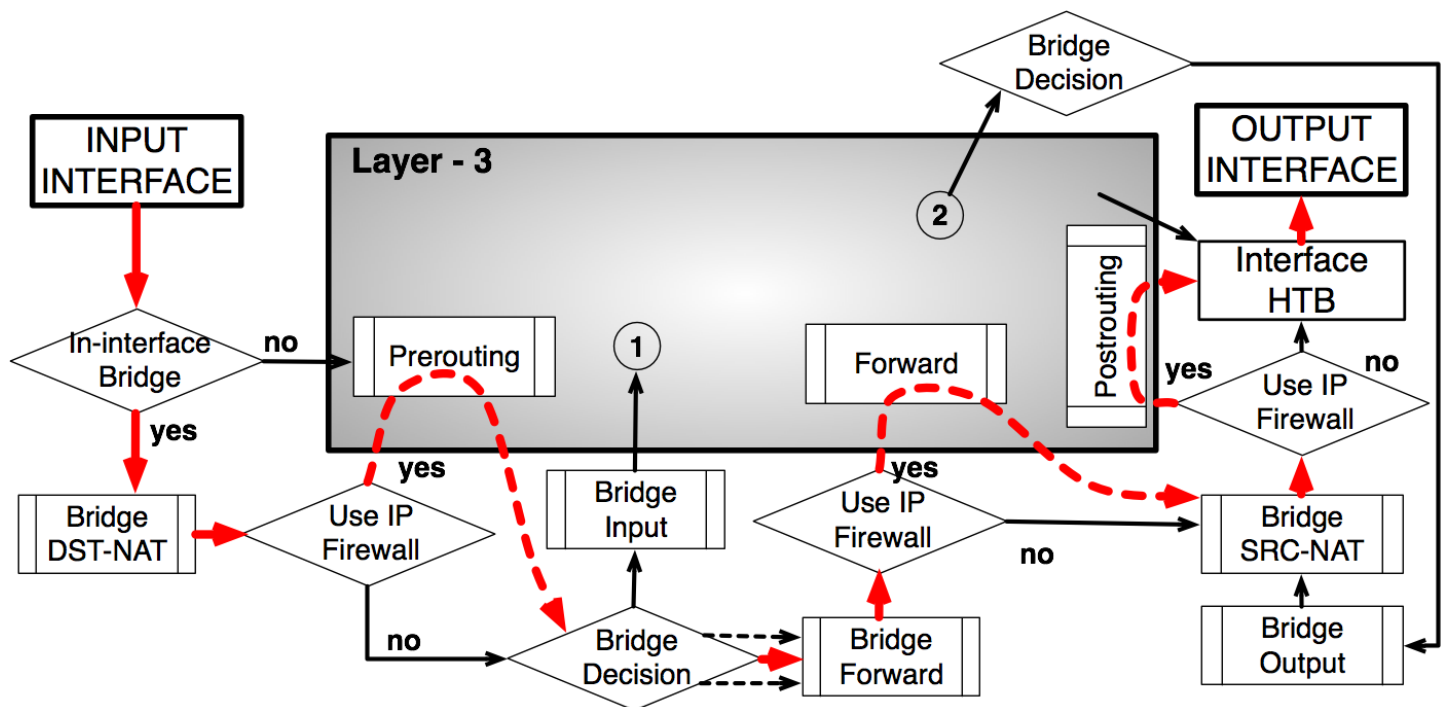 Bridge
Decision
INPUT
INTERFACE
OUTPUT
INTERFACE
Layer - 3
2
Interface
HTB
Postrouting
In-interface
Bridge
no
Prerouting
1
Forward
yes
no
Use IP
Firewall
yes
yes
yes
Bridge
DST-NAT
Use IP
Firewall
Bridge
Input
Use IP
Firewall
no
Bridge
SRC-NAT
no
Bridge
Decision
Bridge
Forward
Bridge
Output